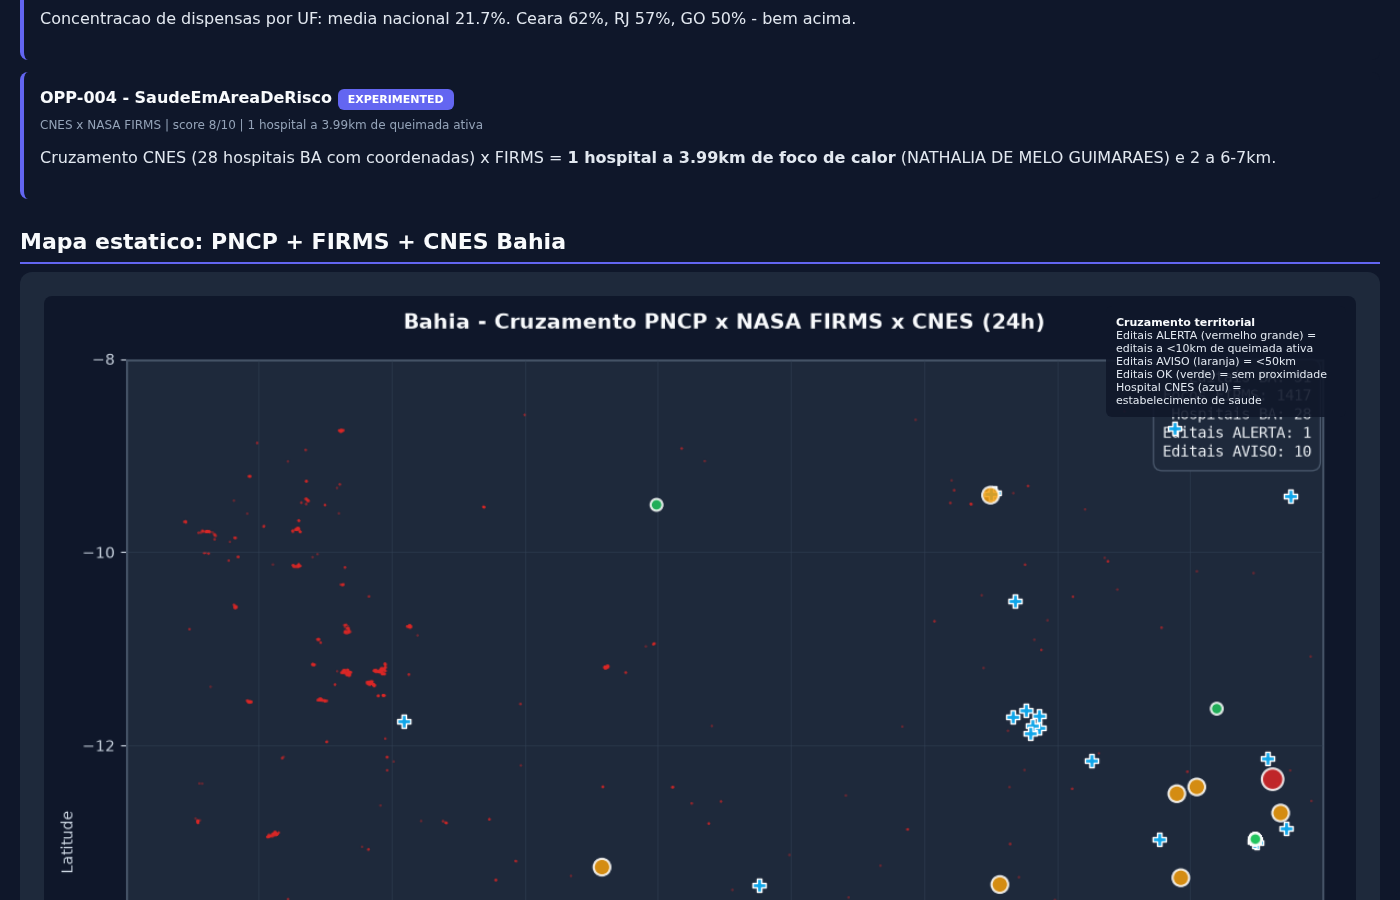 Concentracao de dispensas por UF: media nacional 21.7%. Ceara 62%, RJ 57%, GO 50% - bem acima.
OPP-004 - SaudeEmAreaDeRisco EXPERIMENTED
CNES x NASA FIRMS | score 8/10 | 1 hospital a 3.99km de queimada ativa
Cruzamento CNES (28 hospitais BA com coordenadas) x FIRMS = 1 hospital a 3.99km de foco de calor (NATHALIA DE MELO GUIMARAES) e 2 a 6-7km.
Mapa estatico: PNCP + FIRMS + CNES Bahia
Bahia - Cruzamento PNCP x NASA FIRMS x CNES (24h)
Cruzamento territorial
Editais ALERTA (vermelho grande) =
editais a <10km de queimada ativa
Editais AVISO (laranja) = <50km
Editais OK (verde) = sem proximidade
Hospital CNES (azul) =
estabelecimento de saude
1417
Hospitais BA: 28
Editais ALERTA: 1
Editais AVISO: 10
−8
−10
−12
Latitude